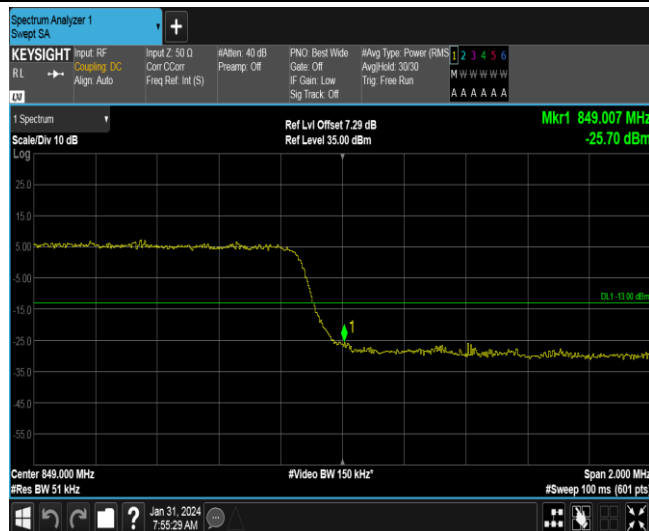 Spectrum Analyzer 1
Swept SA
+
KEYSIGHT
RL
Input: RF
Coupling: DC
Align: Auto
Input Z: 50 Ω
Corr CCorr
Freq Ref: Int (S)
#Atten: 40 dB
Preamp: Off
PNO: Best Wide
Gate: Off
IF Gain: Low
Sig Track: Off
#Avg Type: Power (RMS
Avg|Hold: 30/30
Trig: Free Run
1 2 3 4 5 6
M W W W W W
A A A A A A
LXI
1 Spectrum
Scale/Div 10 dB
Log
Ref Lvl Offset 7.29 dB
Ref Level 35.00 dBm
Mkr1 849.007 MHz
-25.70 dBm
25.0
15.0
5.00
-5.00
DL1 -13.00 dBm
-15.0
1
-25.0
-35.0
-45.0
-55.0
Center 849.000 MHz
#Res BW 51 kHz
#Video BW 150 kHz*
Span 2.000 MHz
#Sweep 100 ms (601 pts)
?
Jan 31, 2024
7:55:29 AM